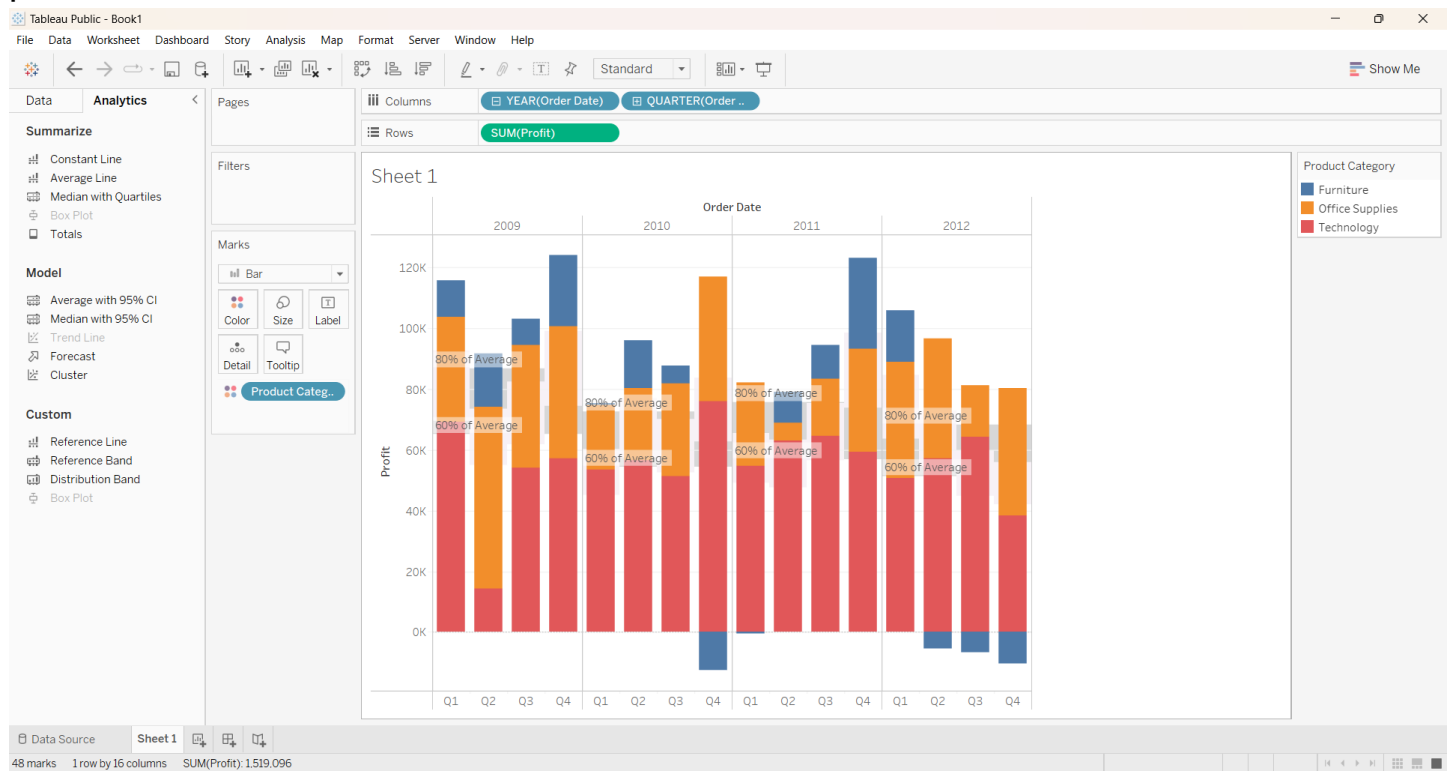 Tableau Public - Book1
File Data Worksheet Dashboard Story Analysis Map Format Server Window Help
Standard
Show Me
Data Analytics
Pages
Columns
YEAR(Order Date)
QUARTER(Order ..
Rows
SUM(Profit)
Summarize
Constant Line
Average Line
Median with Quartiles
Box Plot
Totals
Model
Average with 95% CI
Median with 95% CI
Trend Line
Forecast
Cluster
Custom
Reference Line
Reference Band
Distribution Band
Box Plot
Filters
Marks
Bar
Color Size Label
Detail Tooltip
Product Categ..
Sheet 1
Order Date
2009 2010 2011 2012
Profit
120K
100K
80K
60K
40K
20K
0K
80% of Average
60% of Average
80% of Average
60% of Average
80% of Average
60% of Average
80% of Average
60% of Average
Q1 Q2 Q3 Q4 Q1 Q2 Q3 Q4 Q1 Q2 Q3 Q4 Q1 Q2 Q3 Q4
Product Category
Furniture
Office Supplies
Technology
Data Source Sheet 1
48 marks 1 row by 16 columns SUM(Profit): 1.519.096